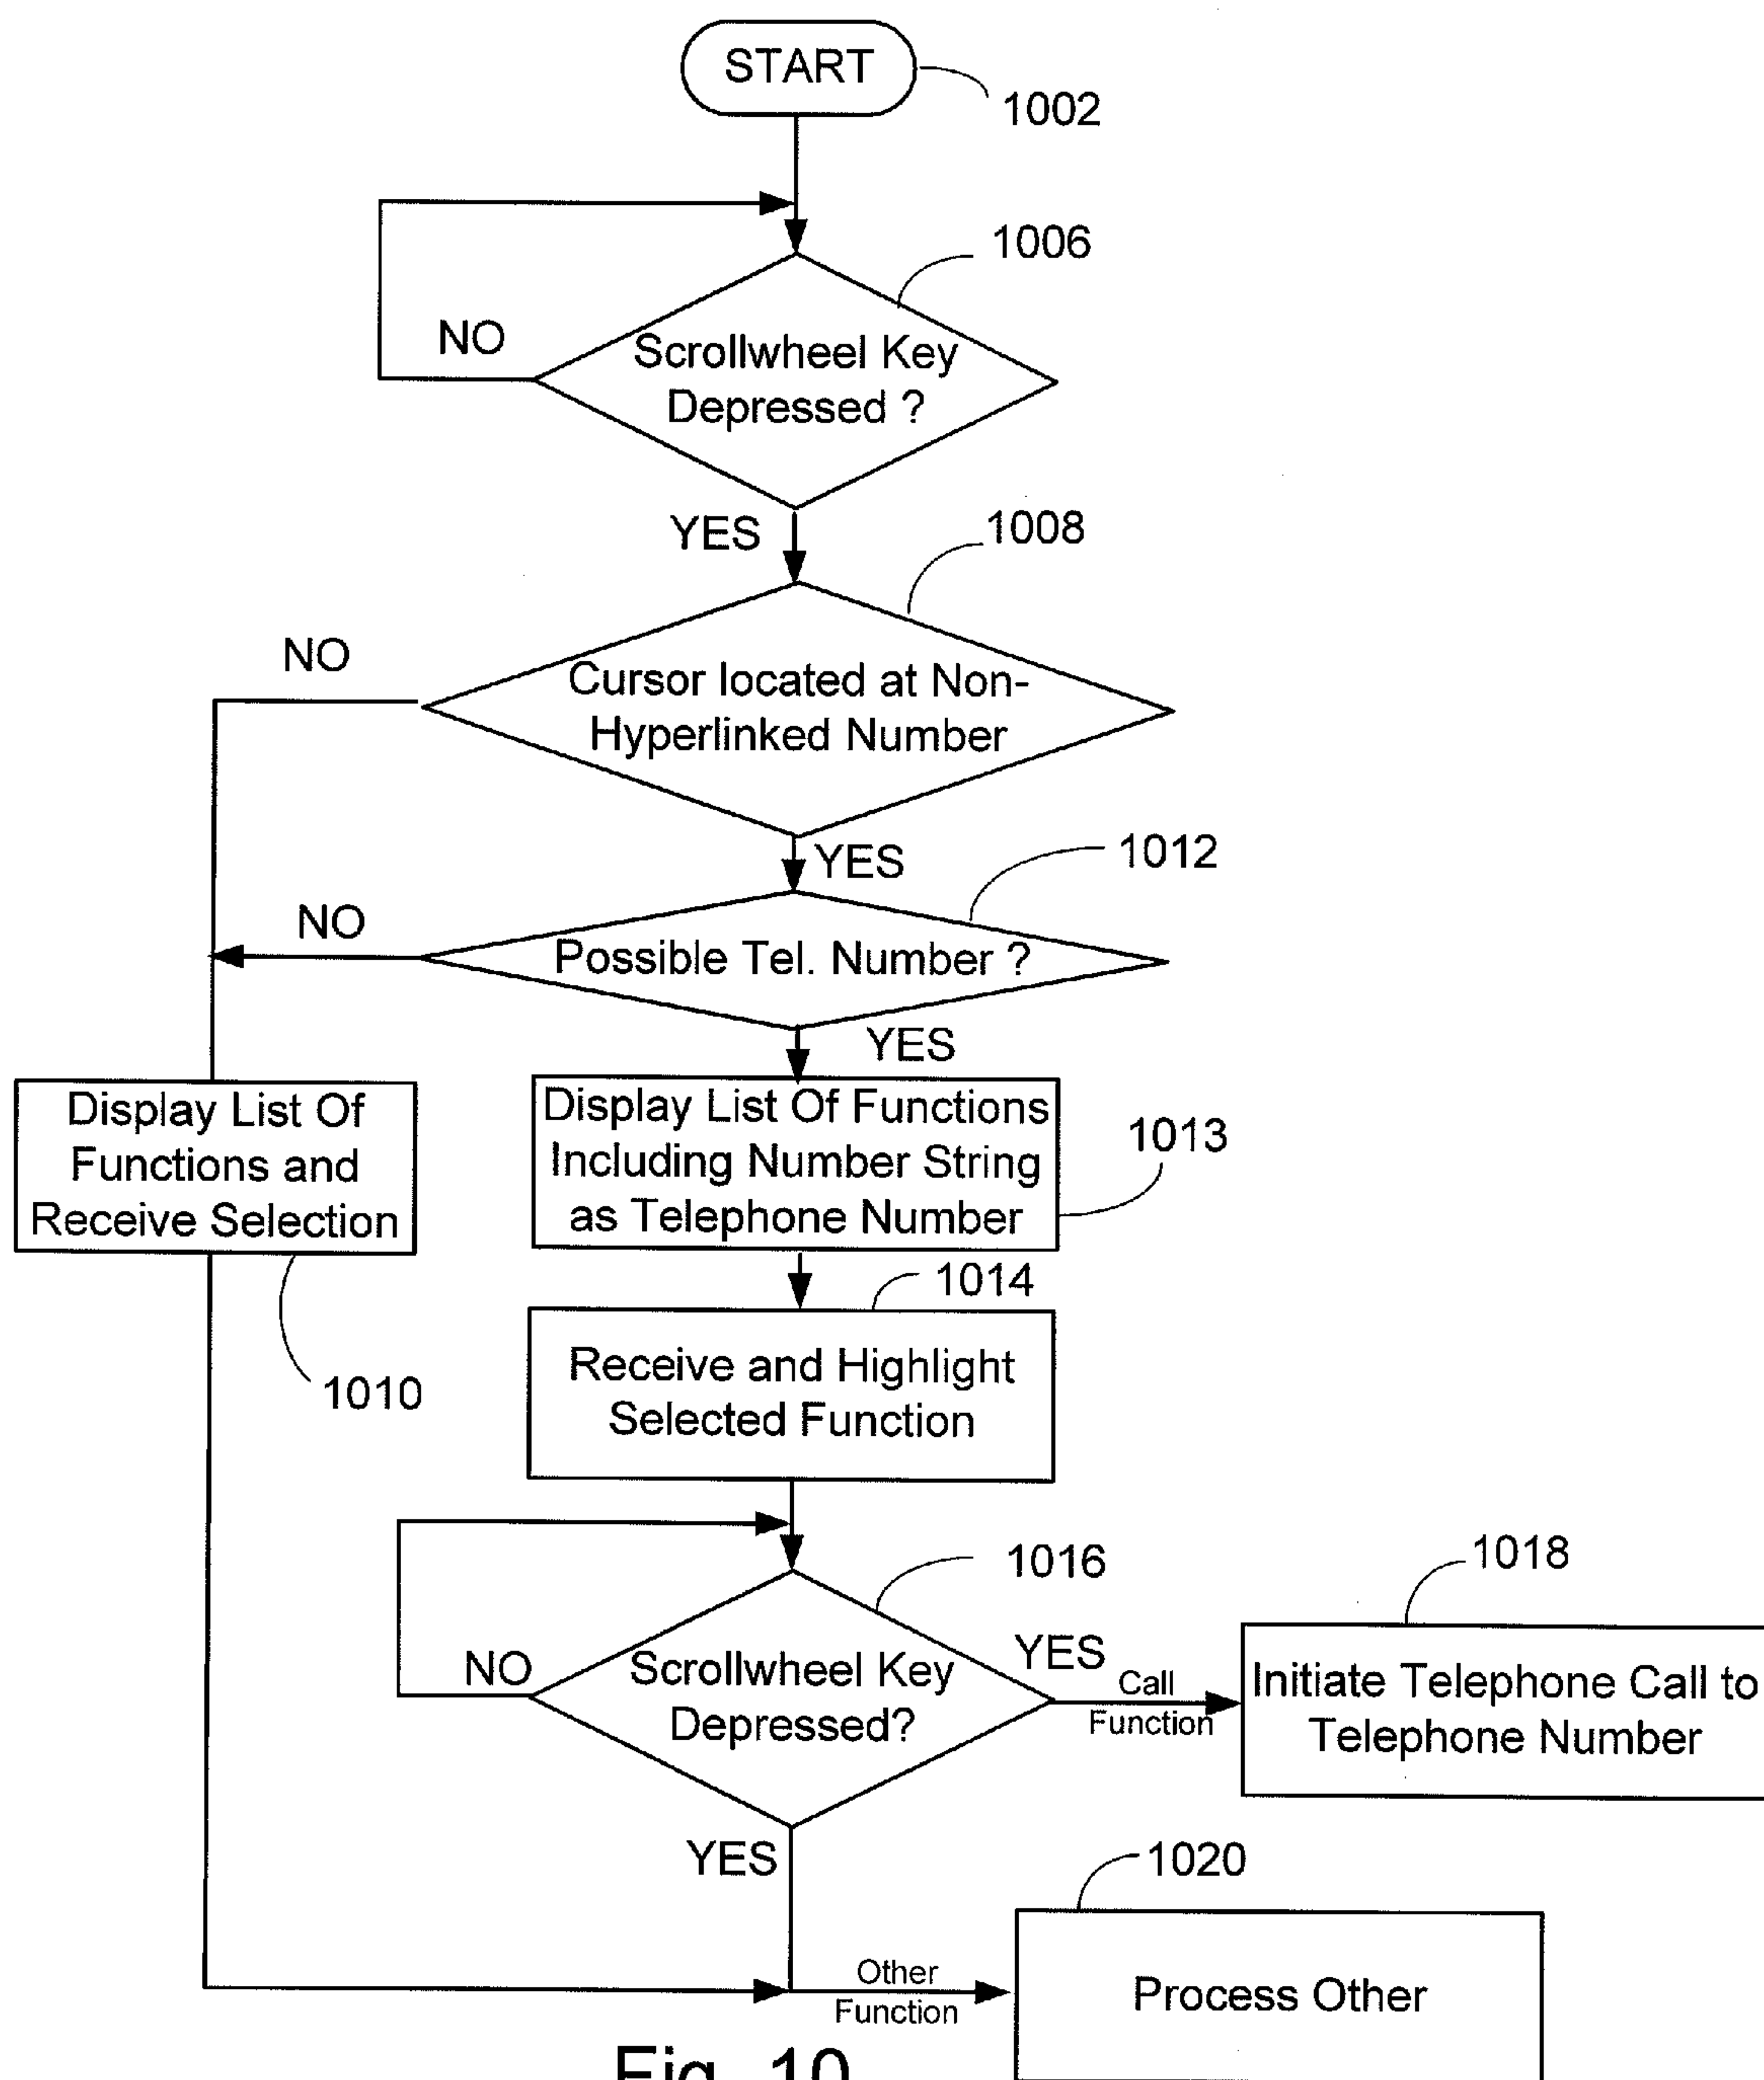 START
1002
1006
NO
Scrollwheel Key
Depressed ?
YES
1008
NO
Cursor located at Non-
Hyperlinked Number
YES
1012
NO
Possible Tel. Number ?
YES
Display List Of
Functions and
Receive Selection
1010
Display List Of Functions
Including Number String
as Telephone Number
1013
1014
Receive and Highlight
Selected Function
1016
NO
Scrollwheel Key
Depressed?
YES
Call
Function
1018
Initiate Telephone Call to
Telephone Number
YES
1020
Other
Function
Process Other
Fig. 10